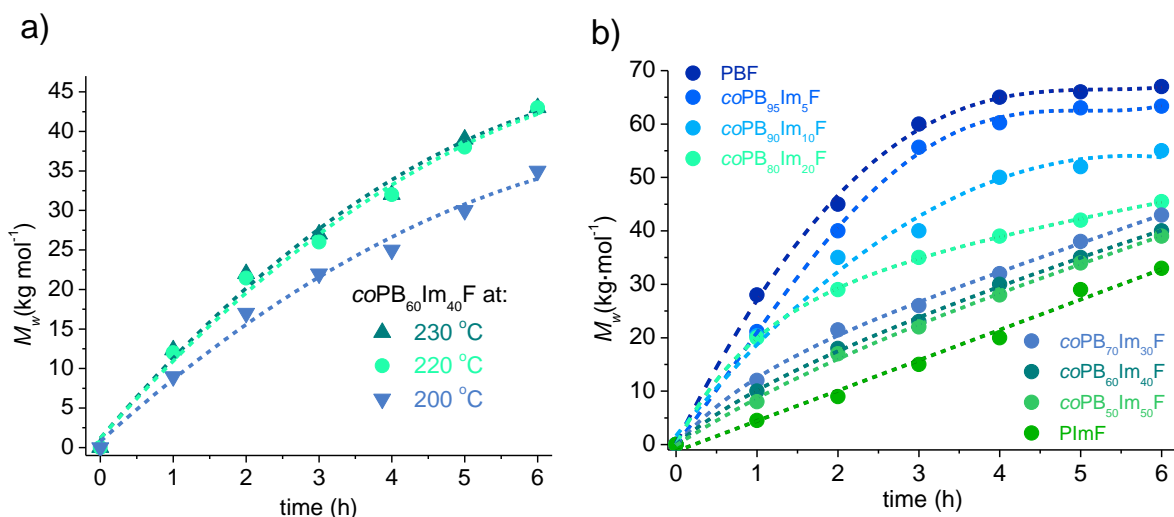 a)
45
40
35
30
25
20
15
10
5
0
M_w(kg mol⁻¹)
coPB₆₀Im₄₀F at:
230 °C
220 °C
200 °C
0 1 2 3 4 5 6
time (h)
b)
70
60
50
40
30
20
10
0
M_w(kg·mol⁻¹)
PBF
coPB₉₅Im₅F
coPB₉₀Im₁₀F
coPB₈₀Im₂₀F
coPB₇₀Im₃₀F
coPB₆₀Im₄₀F
coPB₅₀Im₅₀F
PImF
0 1 2 3 4 5 6
time (h)